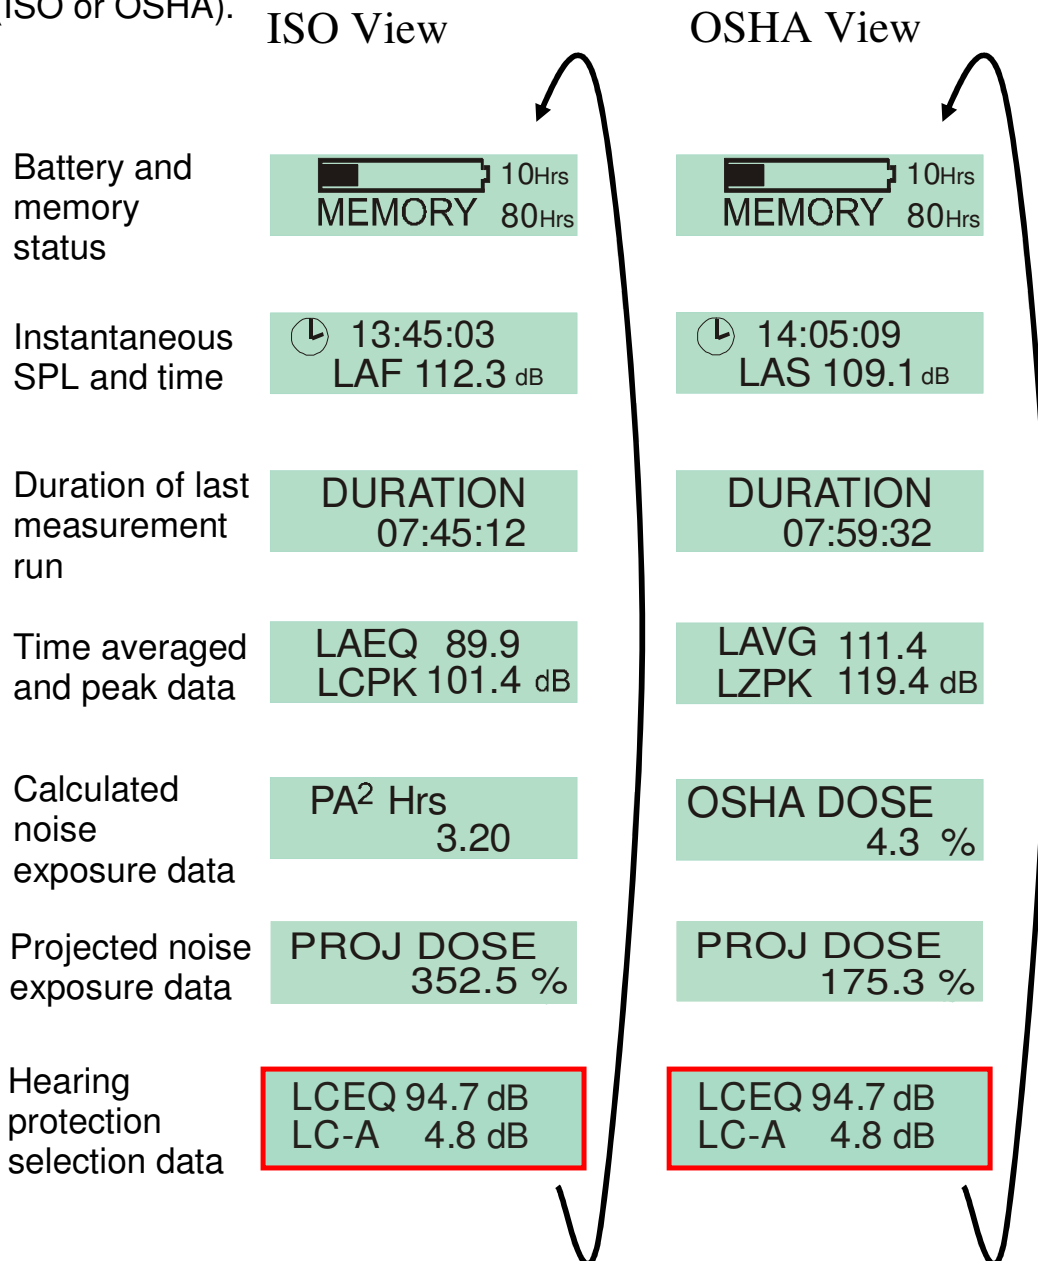 (ISO or OSHA).
ISO View
OSHA View
Battery and
memory
status
10Hrs
MEMORY 80Hrs
10Hrs
MEMORY 80Hrs
Instantaneous
SPL and time
13:45:03
LAF 112.3 dB
14:05:09
LAS 109.1 dB
Duration of last
measurement
run
DURATION
07:45:12
DURATION
07:59:32
Time averaged
and peak data
LAEQ 89.9
LCPK 101.4 dB
LAVG 111.4
LZPK 119.4 dB
Calculated
noise
exposure data
PA² Hrs
3.20
OSHA DOSE
4.3 %
Projected noise
exposure data
PROJ DOSE
352.5 %
PROJ DOSE
175.3 %
Hearing
protection
selection data
LCEQ 94.7 dB
LC-A 4.8 dB
LCEQ 94.7 dB
LC-A 4.8 dB